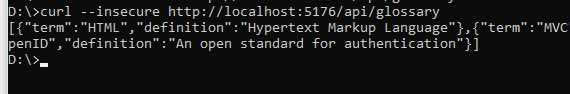 D:\>curl --insecure http://localhost:5176/api/glossary
[{"term":"HTML","definition":"Hypertext Markup Language"},{"term":"MVC"
penID","definition":"An open standard for authentication"}]
D:\>